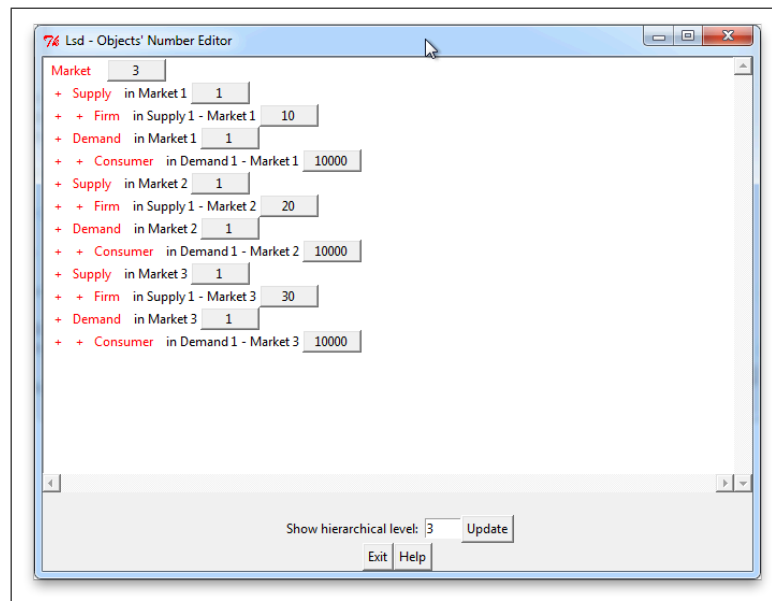 Lsd - Objects' Number Editor
Market 3
+ Supply in Market 1 1
+ + Firm in Supply 1 - Market 1 10
+ Demand in Market 1 1
+ + Consumer in Demand 1 - Market 1 10000
+ Supply in Market 2 1
+ + Firm in Supply 1 - Market 2 20
+ Demand in Market 2 1
+ + Consumer in Demand 1 - Market 2 10000
+ Supply in Market 3 1
+ + Firm in Supply 1 - Market 3 30
+ Demand in Market 3 1
+ + Consumer in Demand 1 - Market 3 10000
Show hierarchical level: 3 Update
Exit Help